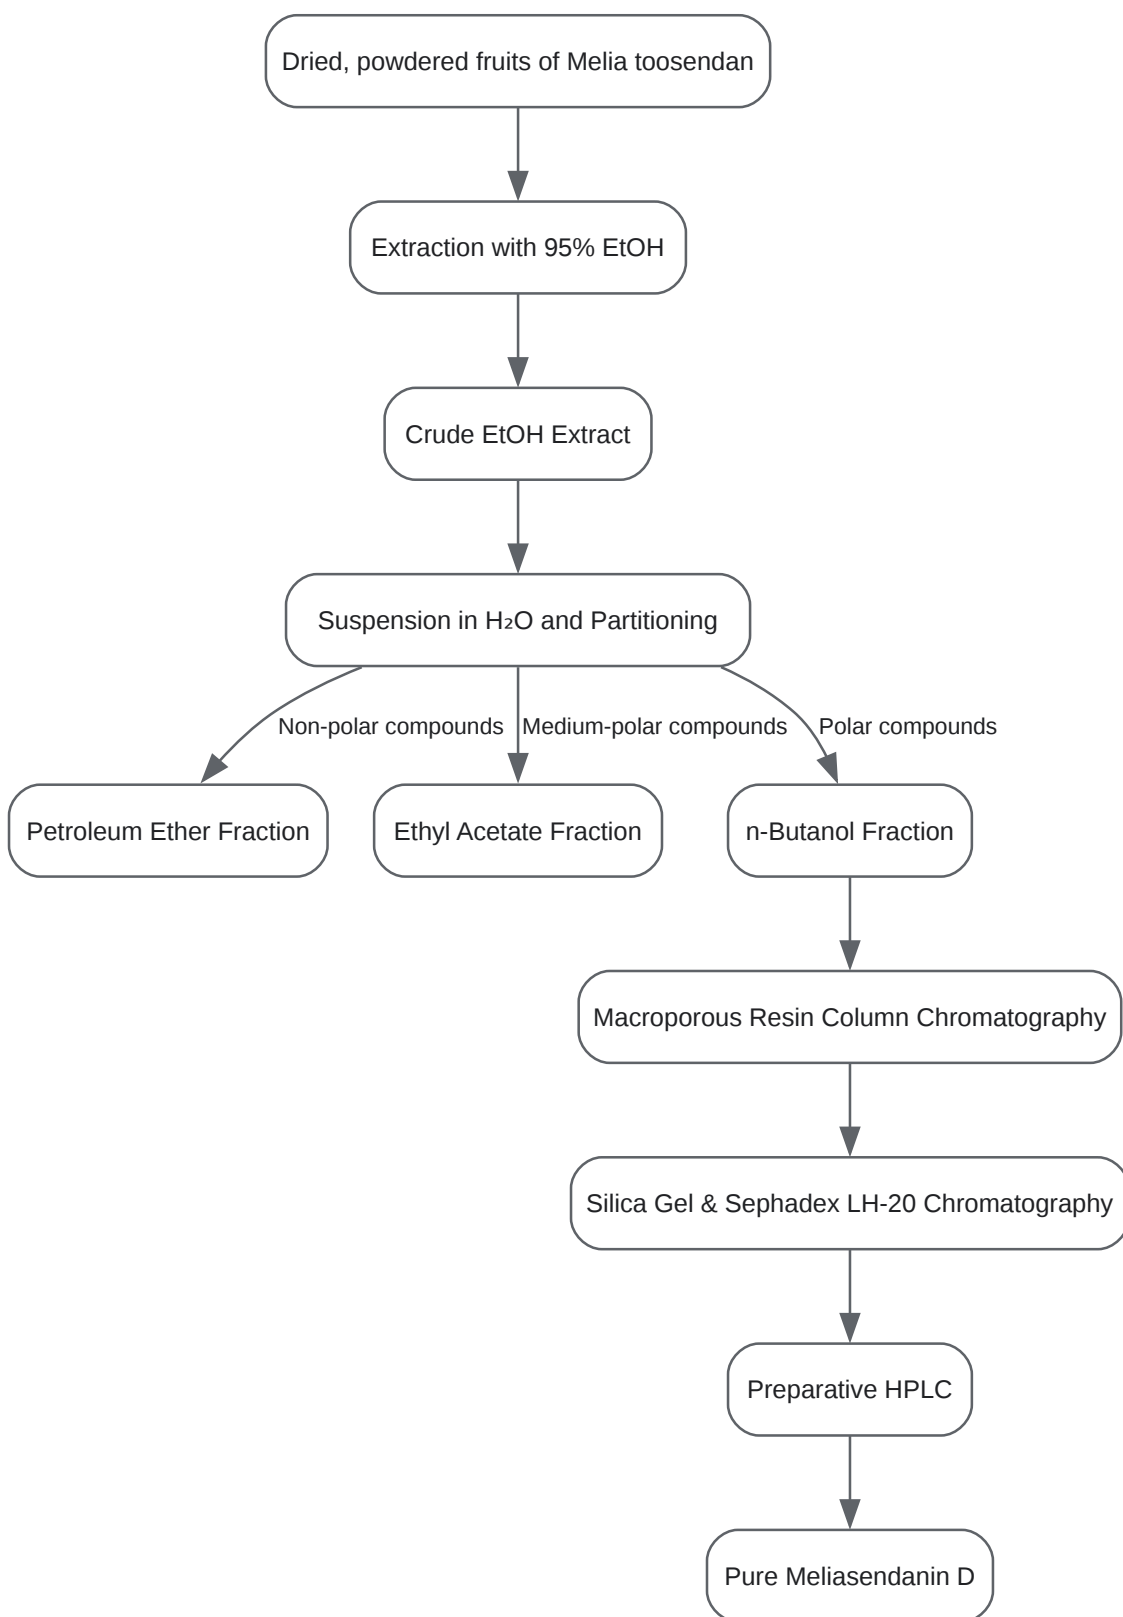 Dried, powdered fruits of Melia toosendan
Extraction with 95% EtOH
Crude EtOH Extract
Suspension in H₂O and Partitioning
Non-polar compounds
Medium-polar compounds
Polar compounds
Petroleum Ether Fraction
Ethyl Acetate Fraction
n-Butanol Fraction
Macroporous Resin Column Chromatography
Silica Gel & Sephadex LH-20 Chromatography
Preparative HPLC
Pure Meliasendanin D